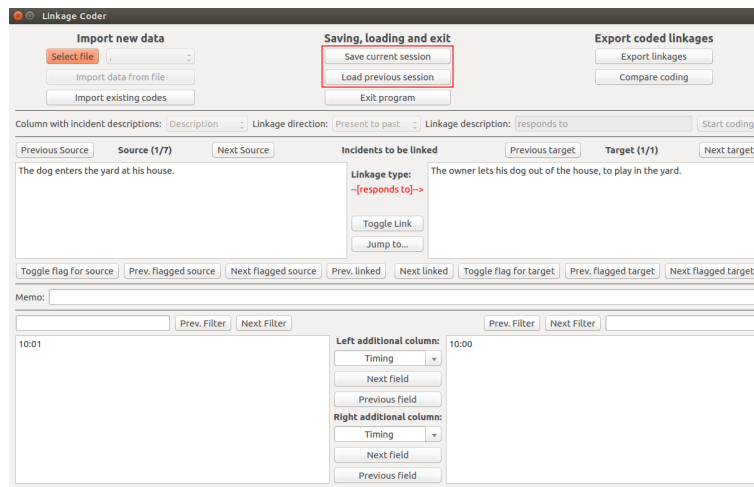 Linkage Coder
Import new data Saving, loading and exit Export coded linkages
Select file , Save current session Export linkages
Import data from file Load previous session Compare coding
Import existing codes Exit program
Column with incident descriptions: Description Linkage direction: Present to past Linkage description: responds to Start coding
Previous Source Source (1/7) Next Source Incidents to be linked Previous target Target (1/1) Next target
The dog enters the yard at his house. Linkage type: The owner lets his dog out of the house, to play in the yard.
--[responds to]-->
Toggle Link
Jump to...
Toggle flag for source Prev. flagged source Next flagged source Prev. linked Next linked Toggle flag for target Prev. flagged target Next flagged target
Memo:
Prev. Filter Next Filter Prev. Filter Next Filter
10:01 Left additional column: 10:00
Timing
Next field
Previous field
Right additional column:
Timing
Next field
Previous field